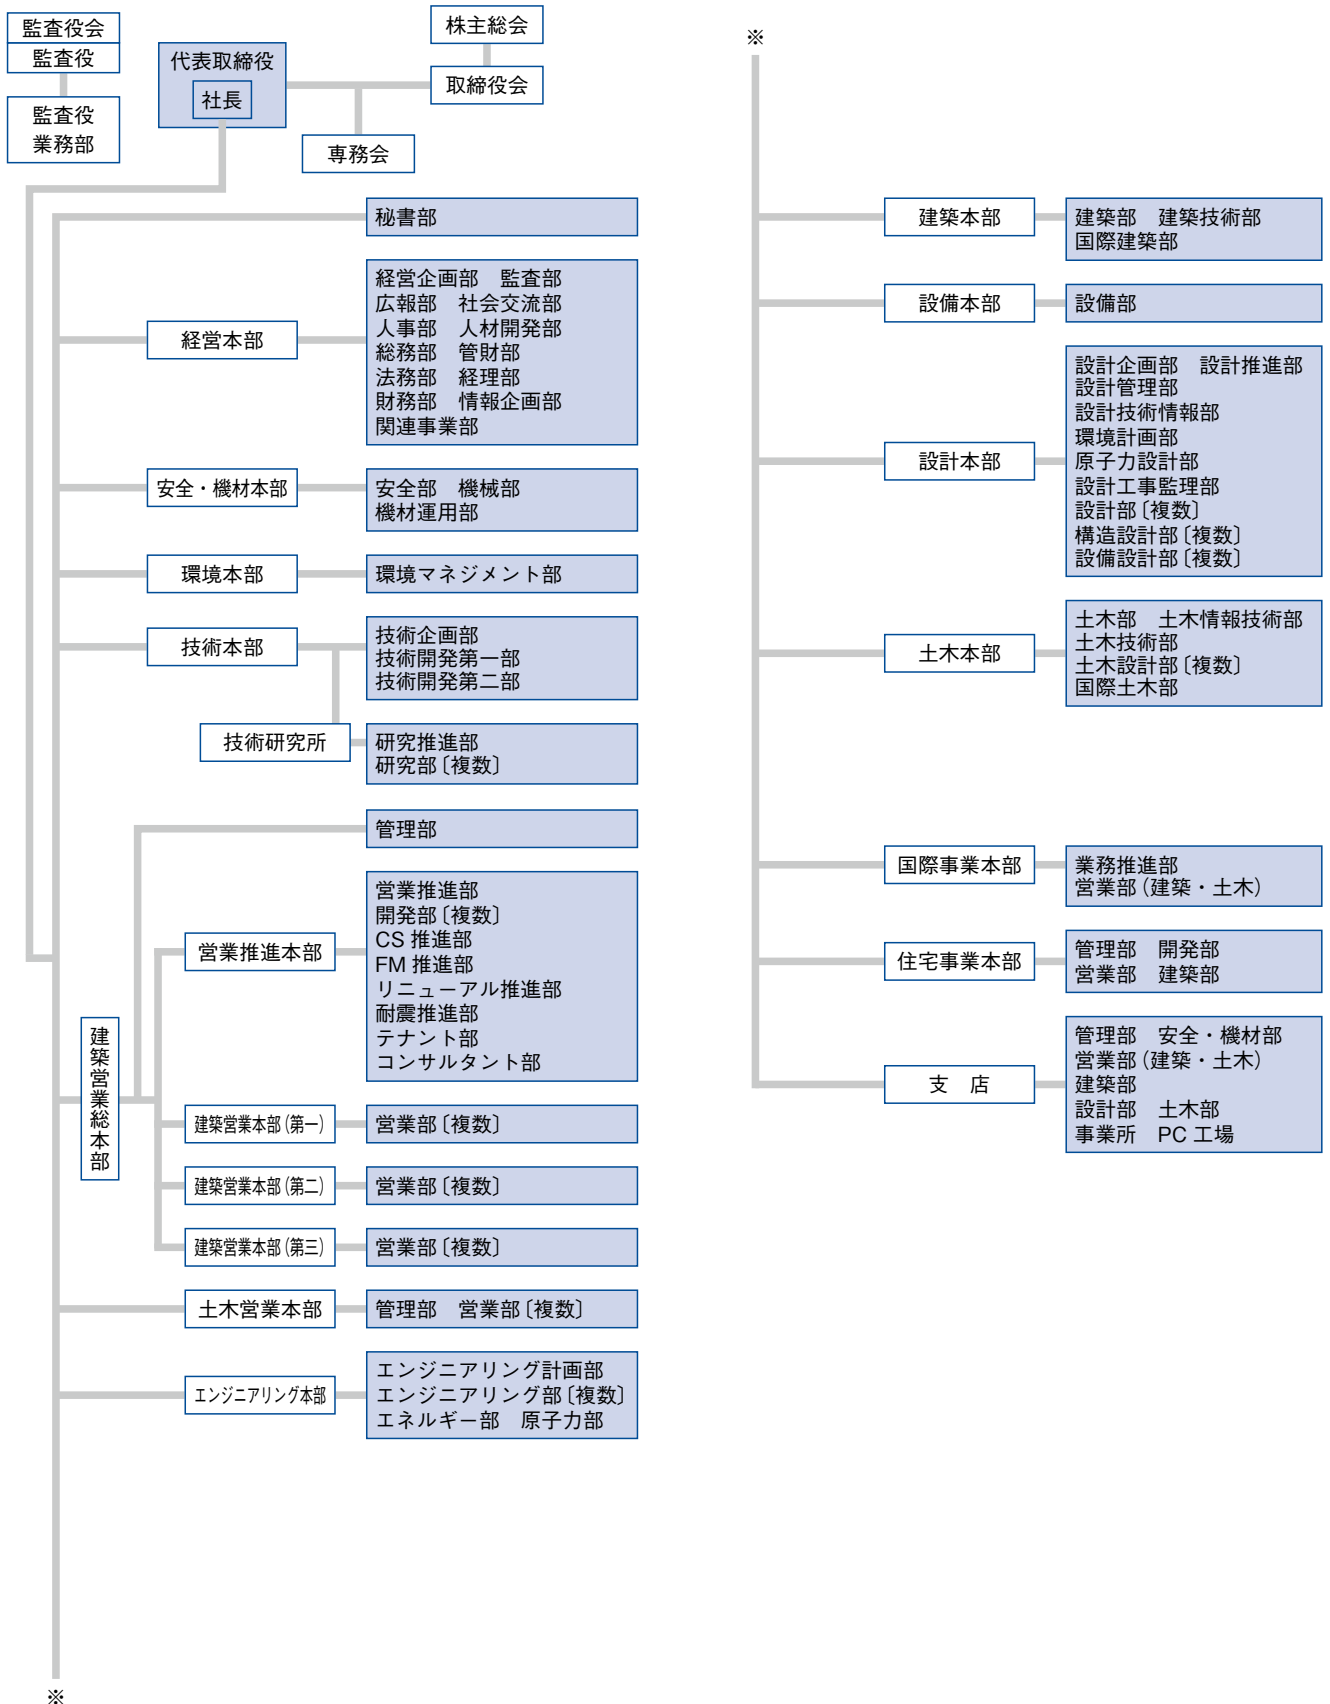 監査役会
監査役
監査役
業務部
代表取締役
社長
株主総会
取締役会
専務会
秘書部
経営本部
経営企画部　監査部
広報部　社会交流部
人事部　人材開発部
総務部　管財部
法務部　経理部
財務部　情報企画部
関連事業部
安全・機材本部
安全部　機械部
機材運用部
環境本部
環境マネジメント部
技術本部
技術企画部
技術開発第一部
技術開発第二部
技術研究所
研究推進部
研究部〔複数〕
建築営業総本部
管理部
営業推進本部
営業推進部
開発部〔複数〕
CS 推進部
FM 推進部
リニューアル推進部
耐震推進部
テナント部
コンサルタント部
建築営業本部(第一)
営業部〔複数〕
建築営業本部(第二)
営業部〔複数〕
建築営業本部(第三)
営業部〔複数〕
土木営業本部
管理部　営業部〔複数〕
エンジニアリング本部
エンジニアリング計画部
エンジニアリング部〔複数〕
エネルギー部　原子力部
※
※
建築本部
建築部　建築技術部
国際建築部
設備本部
設備部
設計本部
設計企画部　設計推進部
設計管理部
設計技術情報部
環境計画部
原子力設計部
設計工事監理部
設計部〔複数〕
構造設計部〔複数〕
設備設計部〔複数〕
土木本部
土木部　土木情報技術部
土木技術部
土木設計部〔複数〕
国際土木部
国際事業本部
業務推進部
営業部(建築・土木)
住宅事業本部
管理部　開発部
営業部　建築部
支　店
管理部　安全・機材部
営業部(建築・土木)
建築部
設計部　土木部
事業所　PC 工場